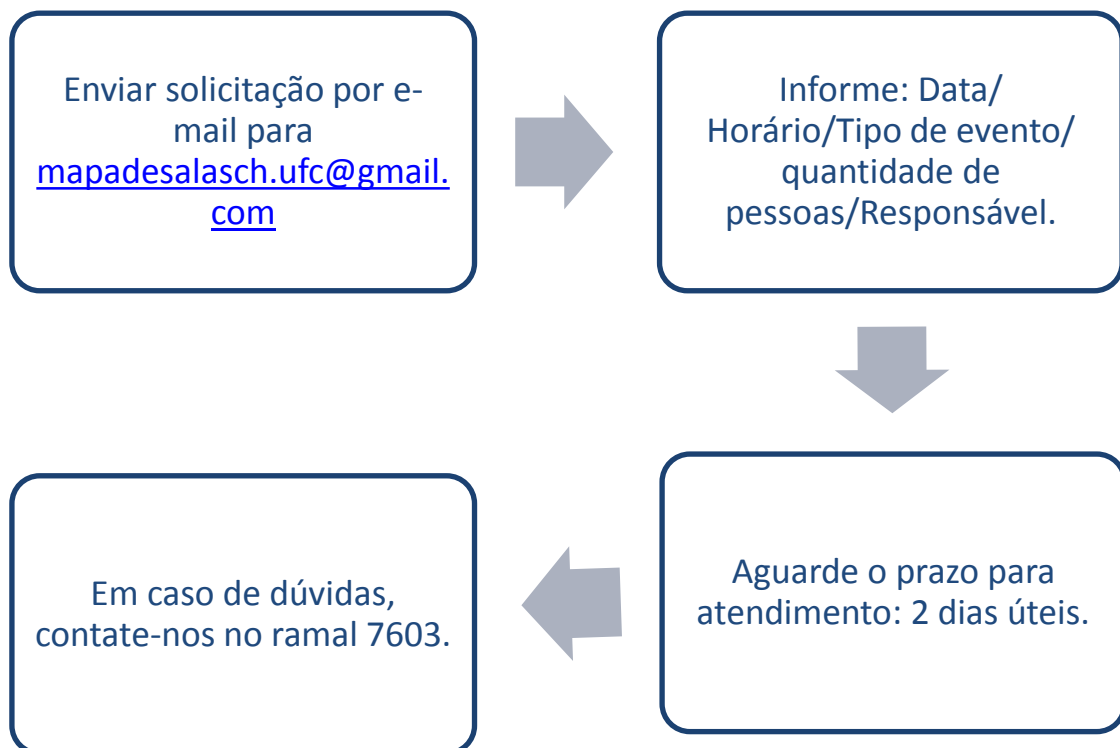 Enviar solicitação por e-
mail para
mapadesalasch.ufc@gmail.
com
Informe: Data/
Horário/Tipo de evento/
quantidade de
pessoas/Responsável.
Aguarde o prazo para
atendimento: 2 dias úteis.
Em caso de dúvidas,
contate-nos no ramal 7603.